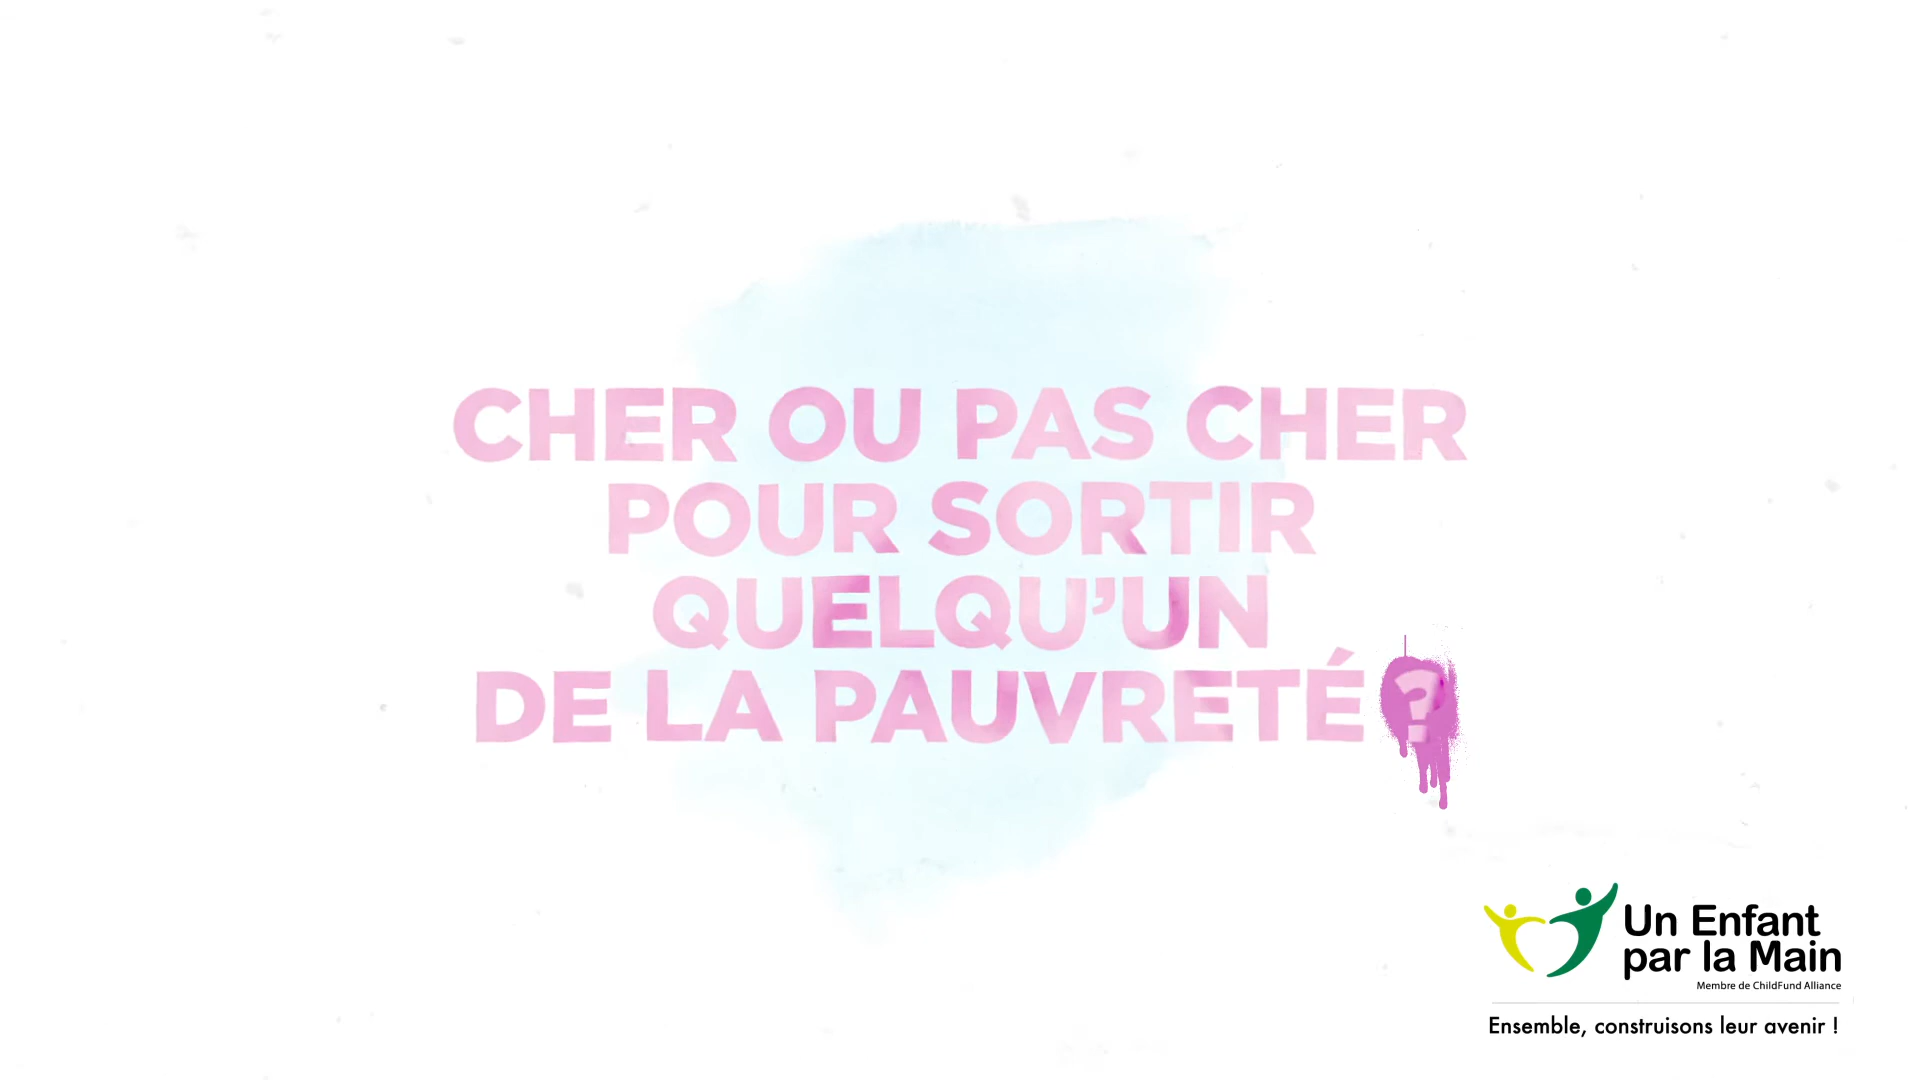 CHER OU PAS CHER
POUR SORTIR
QUELQU’UN
DE LA PAUVRETÉ ?
Un Enfant
par la Main
Membre de ChildFund Alliance
Ensemble, construisons leur avenir !